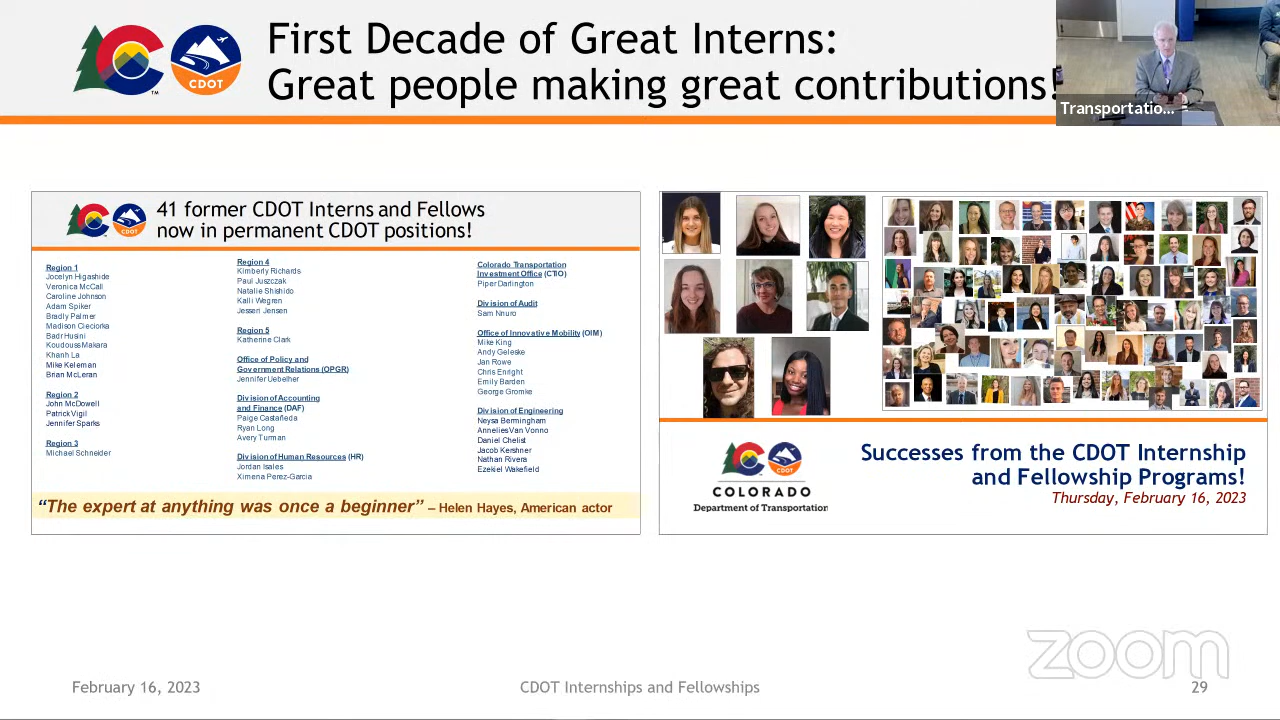 CDOT
First Decade of Great Interns:
Great people making great contributions!
Transportatio...
CDOT
41 former CDOT Interns and Fellows
now in permanent CDOT positions!
Region 1
Jocelyn Higashide
Veronica McCall
Caroline Johnson
Adam Spiker
Bradly Palmer
Madison Cieciorka
Badr Husini
Koudouss Makara
Khanh La
Mike Keleman
Brian McLeran
Region 2
John McDowell
Patrick Vigil
Jennifer Sparks
Region 3
Michael Schneider
Region 4
Kimberly Richards
Paul Juszczak
Natalie Shishido
Kalli Wegren
Jessen Jensen
Region 5
Katherine Clark
Office of Policy and
Government Relations (OPGR)
Jennifer Uebelher
Division of Accounting
and Finance (DAF)
Paige Castañeda
Ryan Long
Avery Turman
Division of Human Resources (HR)
Jordan Isales
Ximena Perez-Garcia
Colorado Transportation
Investment Office (CTIO)
Piper Darlington
Division of Audit
Sam Nnuro
Office of Innovative Mobility (OIM)
Mike King
Andy Geleske
Jan Rowe
Chris Enright
Emily Barden
George Gromke
Division of Engineering
Neysa Bermingham
Annelies Van Vonno
Daniel Chelist
Jacob Kershner
Nathan Rivera
Ezekiel Wakefield
“The expert at anything was once a beginner” – Helen Hayes, American actor
CDOT
COLORADO
Department of Transportation
Successes from the CDOT Internship
and Fellowship Programs!
Thursday, February 16, 2023
zoom
February 16, 2023
CDOT Internships and Fellowships
29